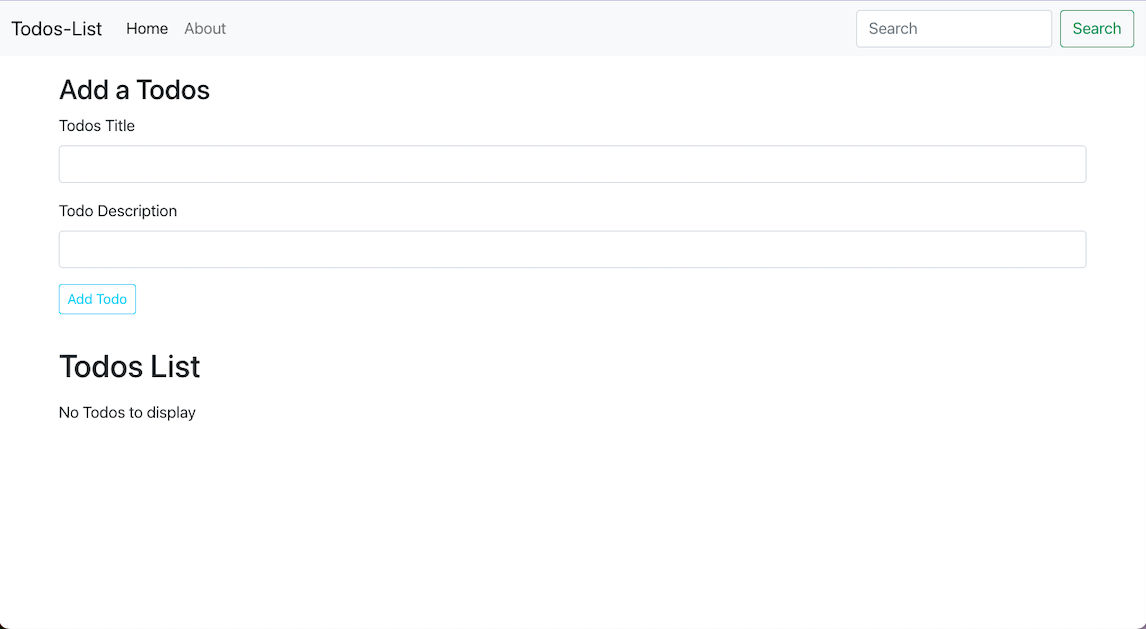 Todos-List Home About Search Search
Add a Todos
Todos Title
Todo Description
Add Todo
Todos List
No Todos to display